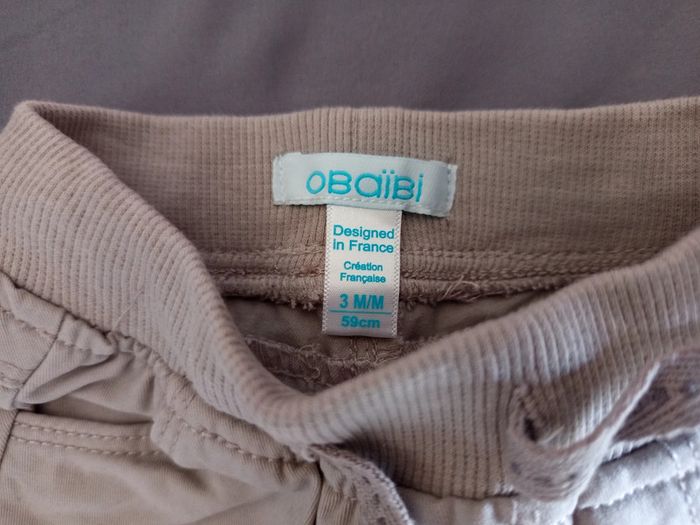 OBaïBi
Designed
in France
Création
Française
3 M/M
59cm